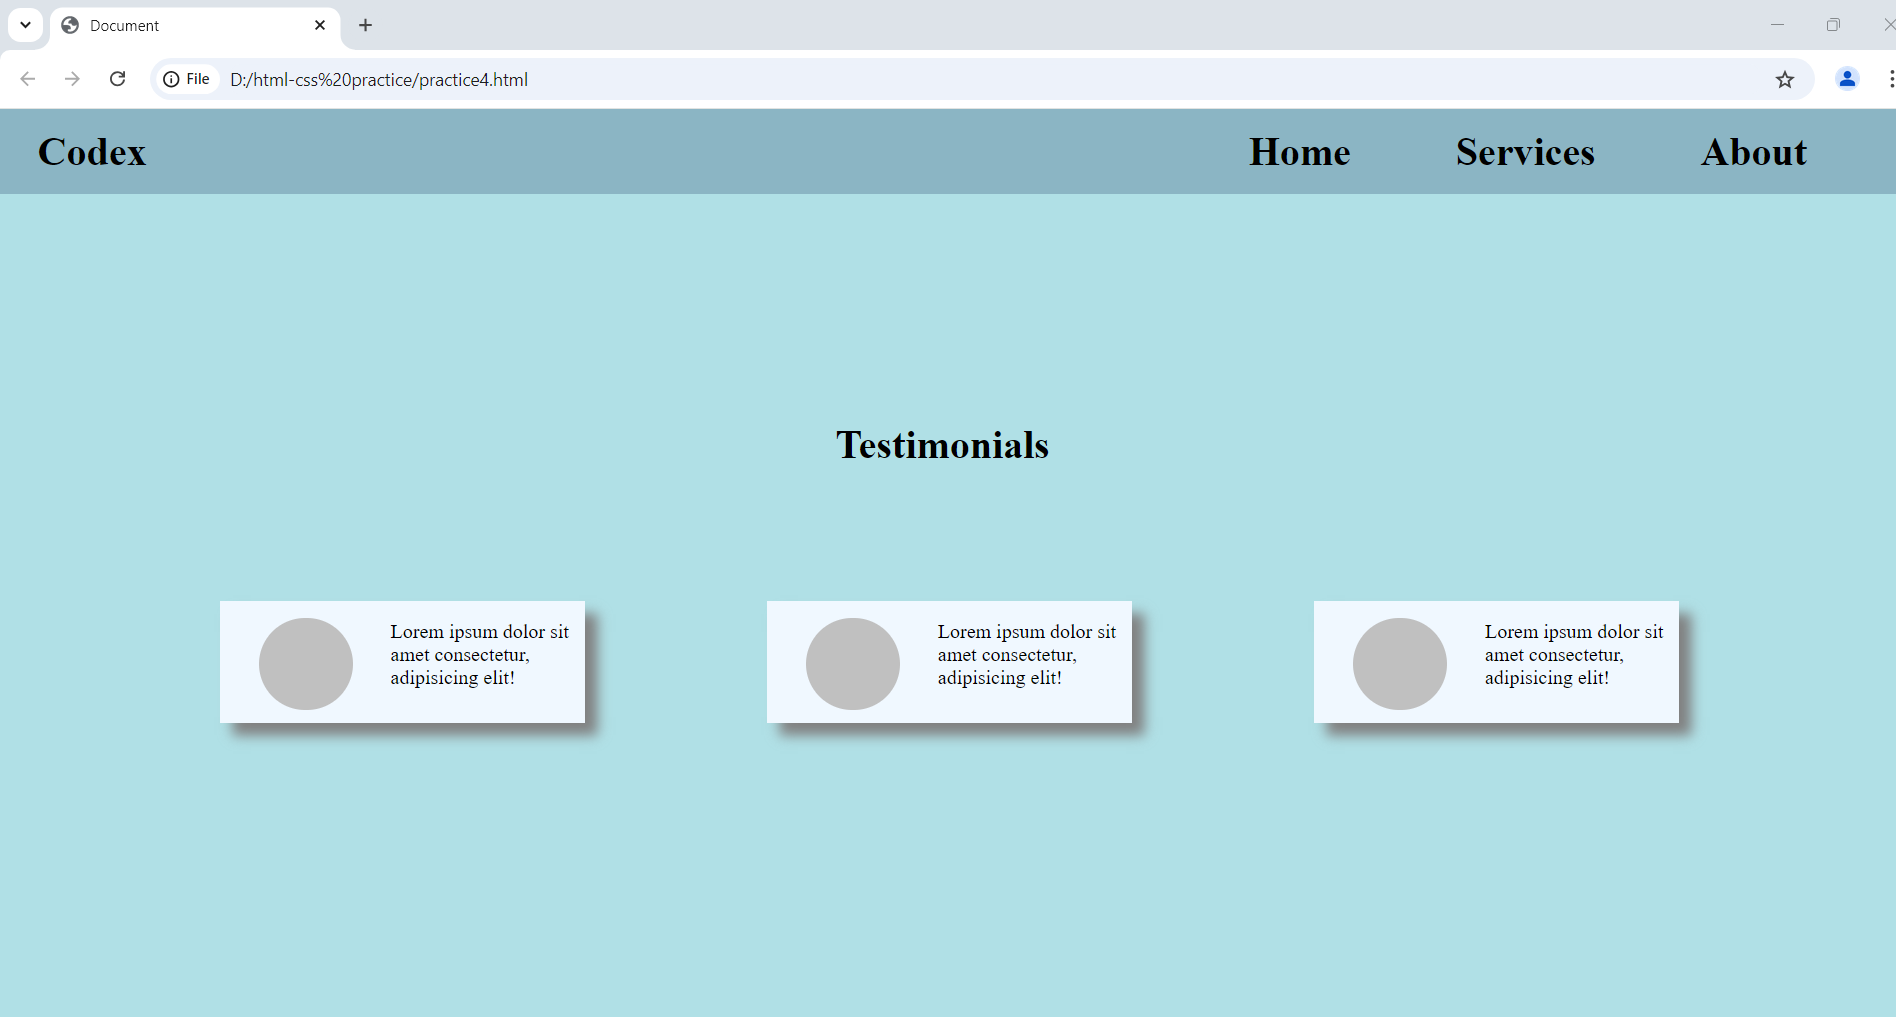 Document
File D:/html-css%20practice/practice4.html
Codex Home Services About
Testimonials
Lorem ipsum dolor sit
amet consectetur,
adipisicing elit!
Lorem ipsum dolor sit
amet consectetur,
adipisicing elit!
Lorem ipsum dolor sit
amet consectetur,
adipisicing elit!